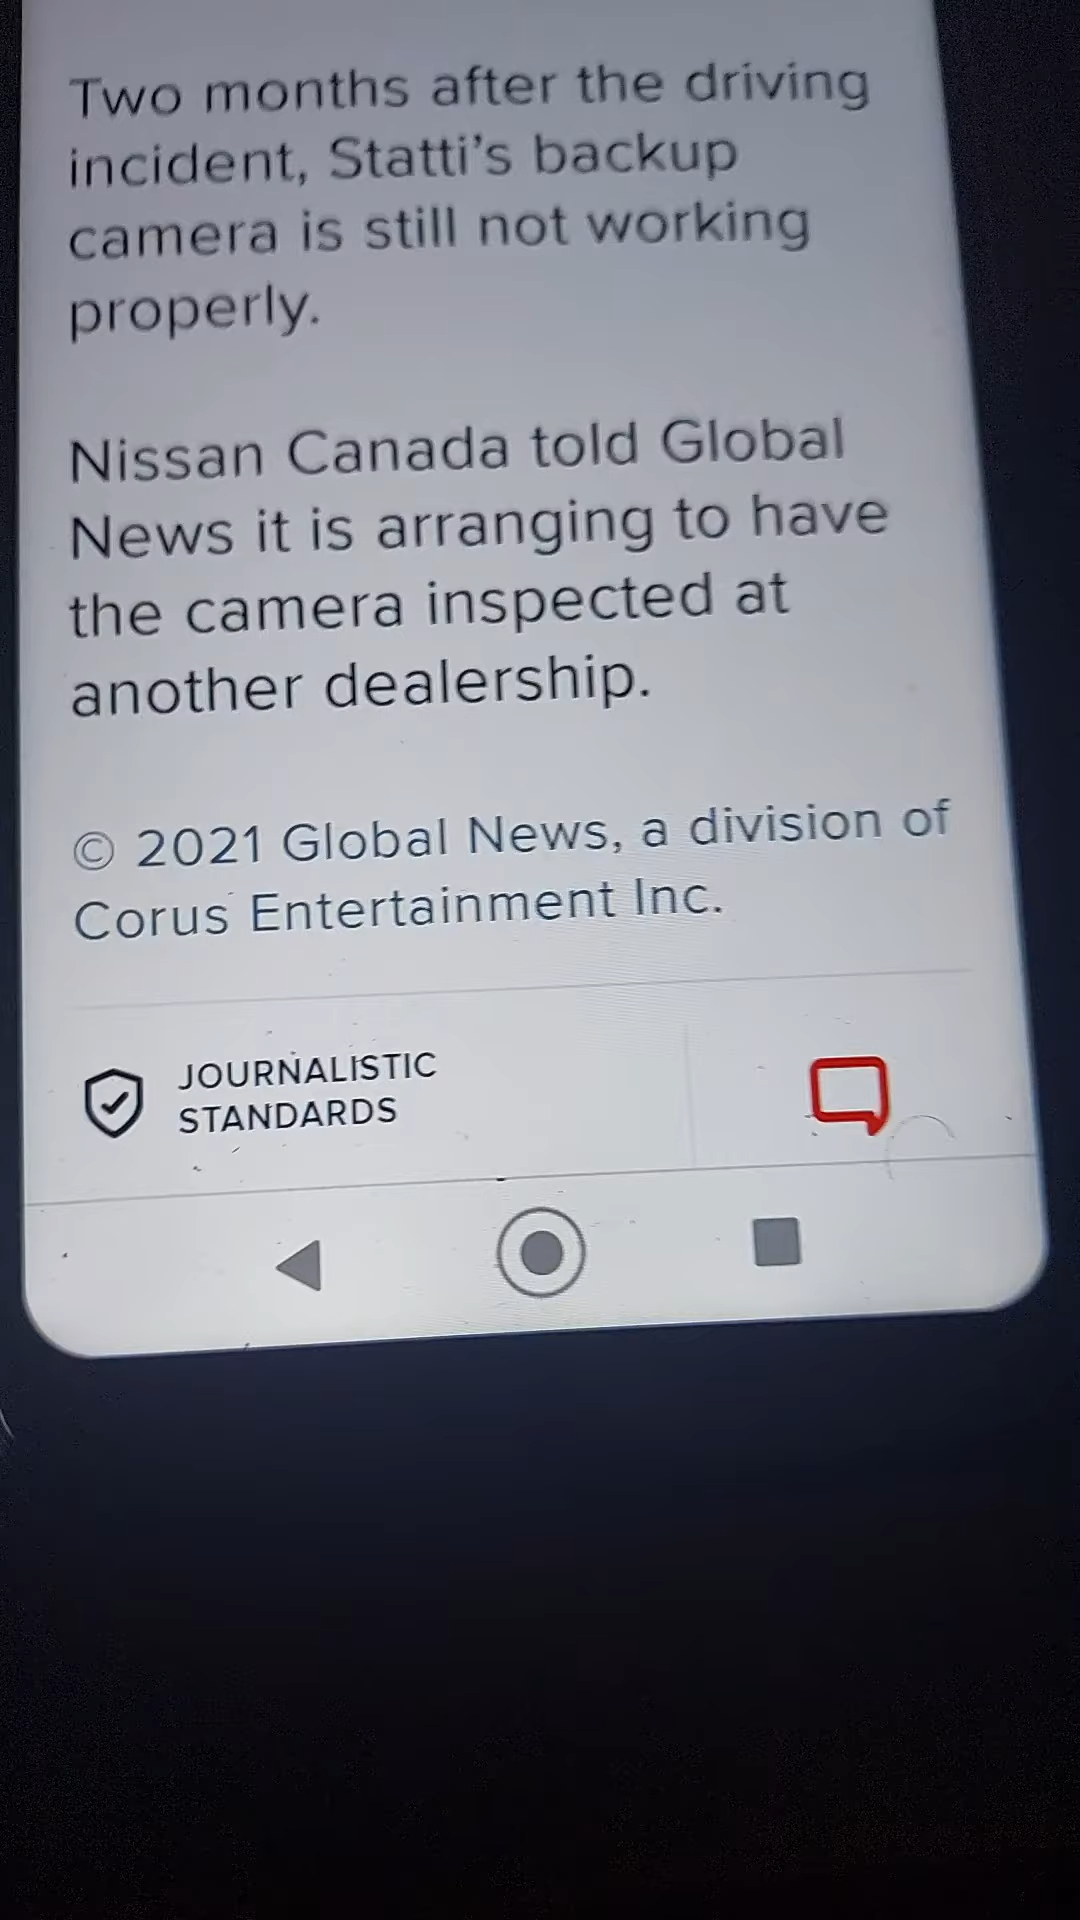 Two months after the driving
incident, Statti's backup
camera is still not working
properly.
Nissan Canada told Global
News it is arranging to have
the camera inspected at
another dealership.
© 2021 Global News, a division of
Corus Entertainment Inc.
JOURNALISTIC
STANDARDS